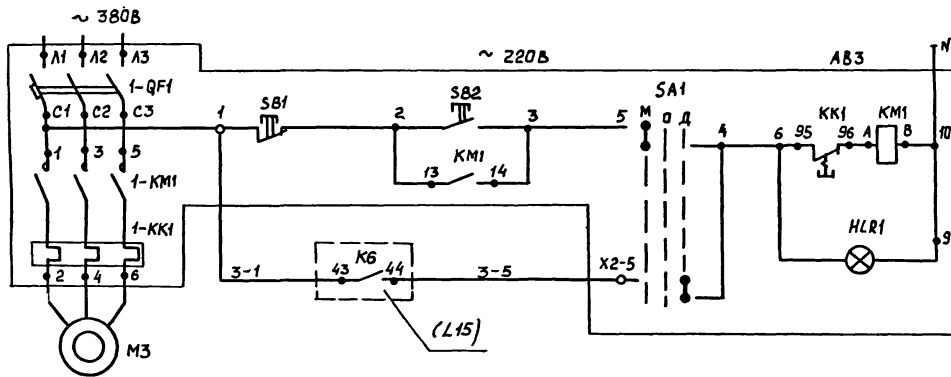 ~ 380В
Л1 Л2 Л3
~ 220В
АВ3
N
1-QF1
С1 С2 С3
1
SB1
2
SB2
3
5
SA1
М О Д
4
6
95
КК1
96
А
КМ1
В
10
1 3 5
КМ1
13 14
1-КМ1
1-КК1
HLR1
9
К6
3-1
43 44
3-5
Х2-5
2 4 6
(L15)
М3